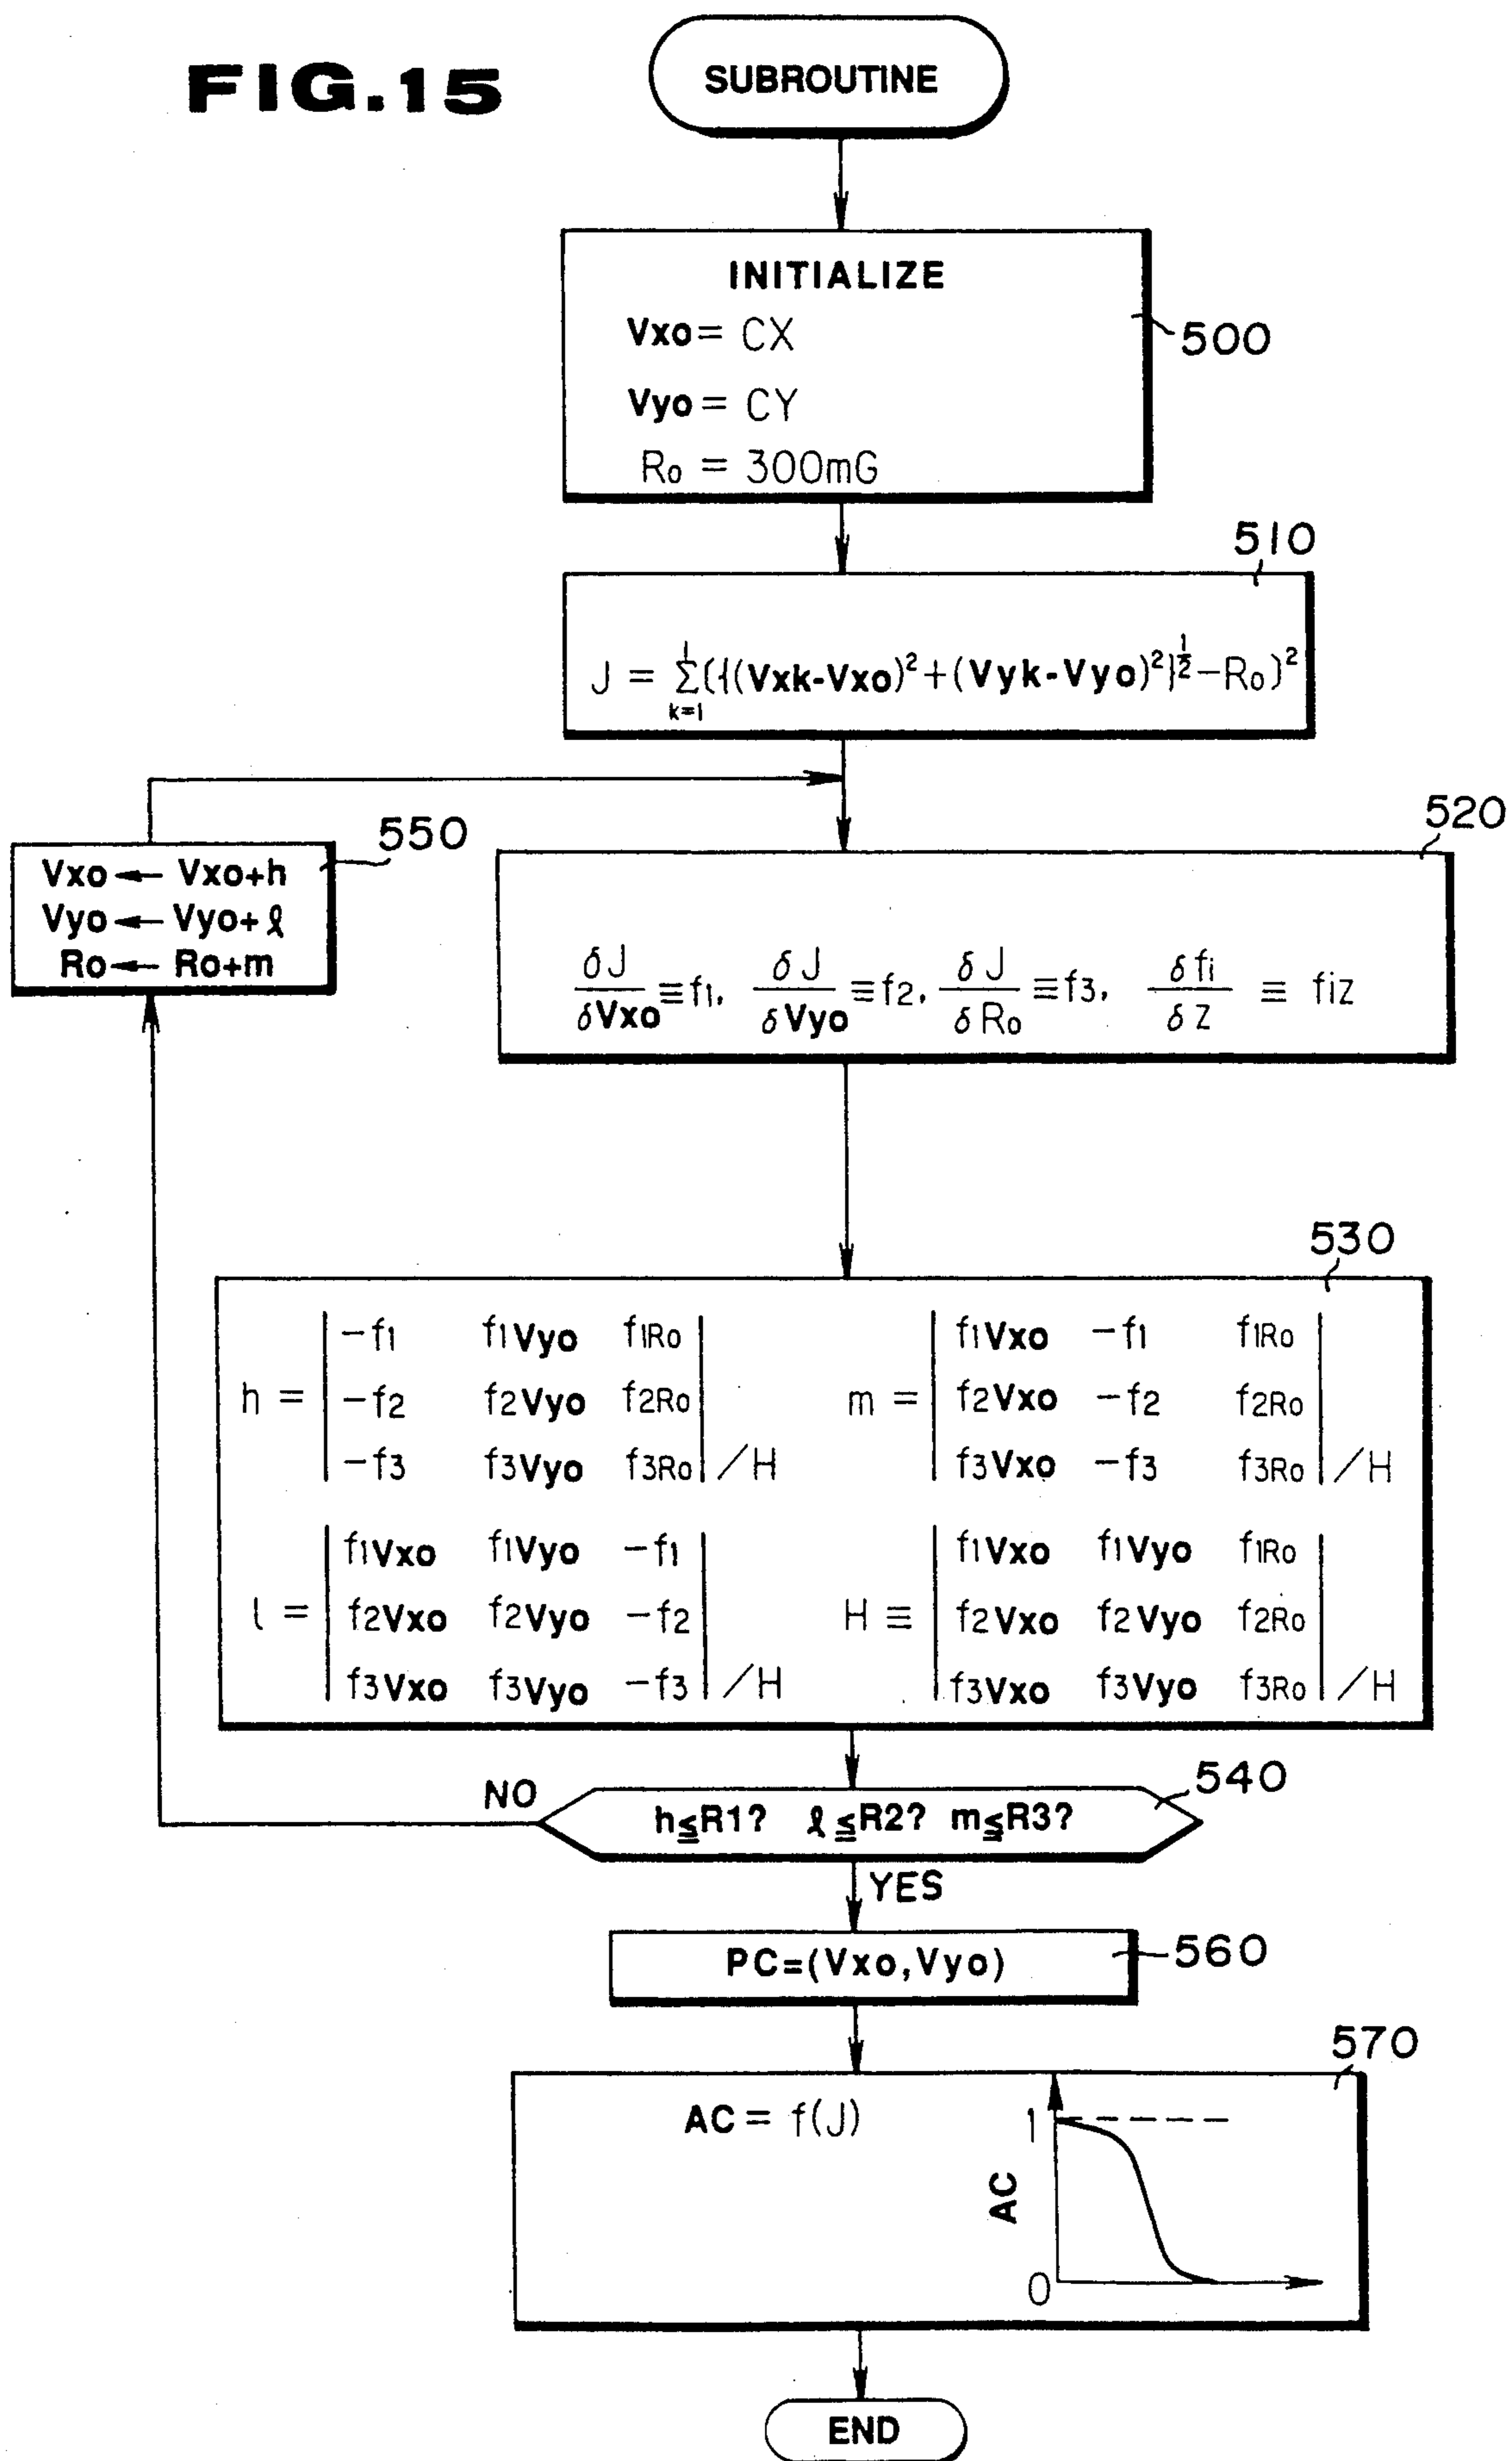 FIG.15
SUBROUTINE
INITIALIZE
Vxo = CX
Vyo = CY
Ro = 300mG
500
510
J = Σ({(Vxk-Vxo)²+(Vyk-Vyo)²}^½-Ro)²
k=1
550
Vxo ← Vxo+h
Vyo ← Vyo+ℓ
Ro ← Ro+m
520
δJ/δVxo ≡ f1, δJ/δVyo ≡ f2, δJ/δRo ≡ f3, δfi/δZ ≡ fiz
530
h = | -f1 f1Vyo f1Ro |
| -f2 f2Vyo f2Ro |
| -f3 f3Vyo f3Ro | /H
m = | f1Vxo -f1 f1Ro |
| f2Vxo -f2 f2Ro |
| f3Vxo -f3 f3Ro | /H
l = | f1Vxo f1Vyo -f1 |
| f2Vxo f2Vyo -f2 |
| f3Vxo f3Vyo -f3 | /H
H ≡ | f1Vxo f1Vyo f1Ro |
| f2Vxo f2Vyo f2Ro |
| f3Vxo f3Vyo f3Ro | /H
NO
540
h≦R1? ℓ≦R2? m≦R3?
YES
PC=(Vxo,Vyo)
560
570
AC = f(J)
1
AC
0
END